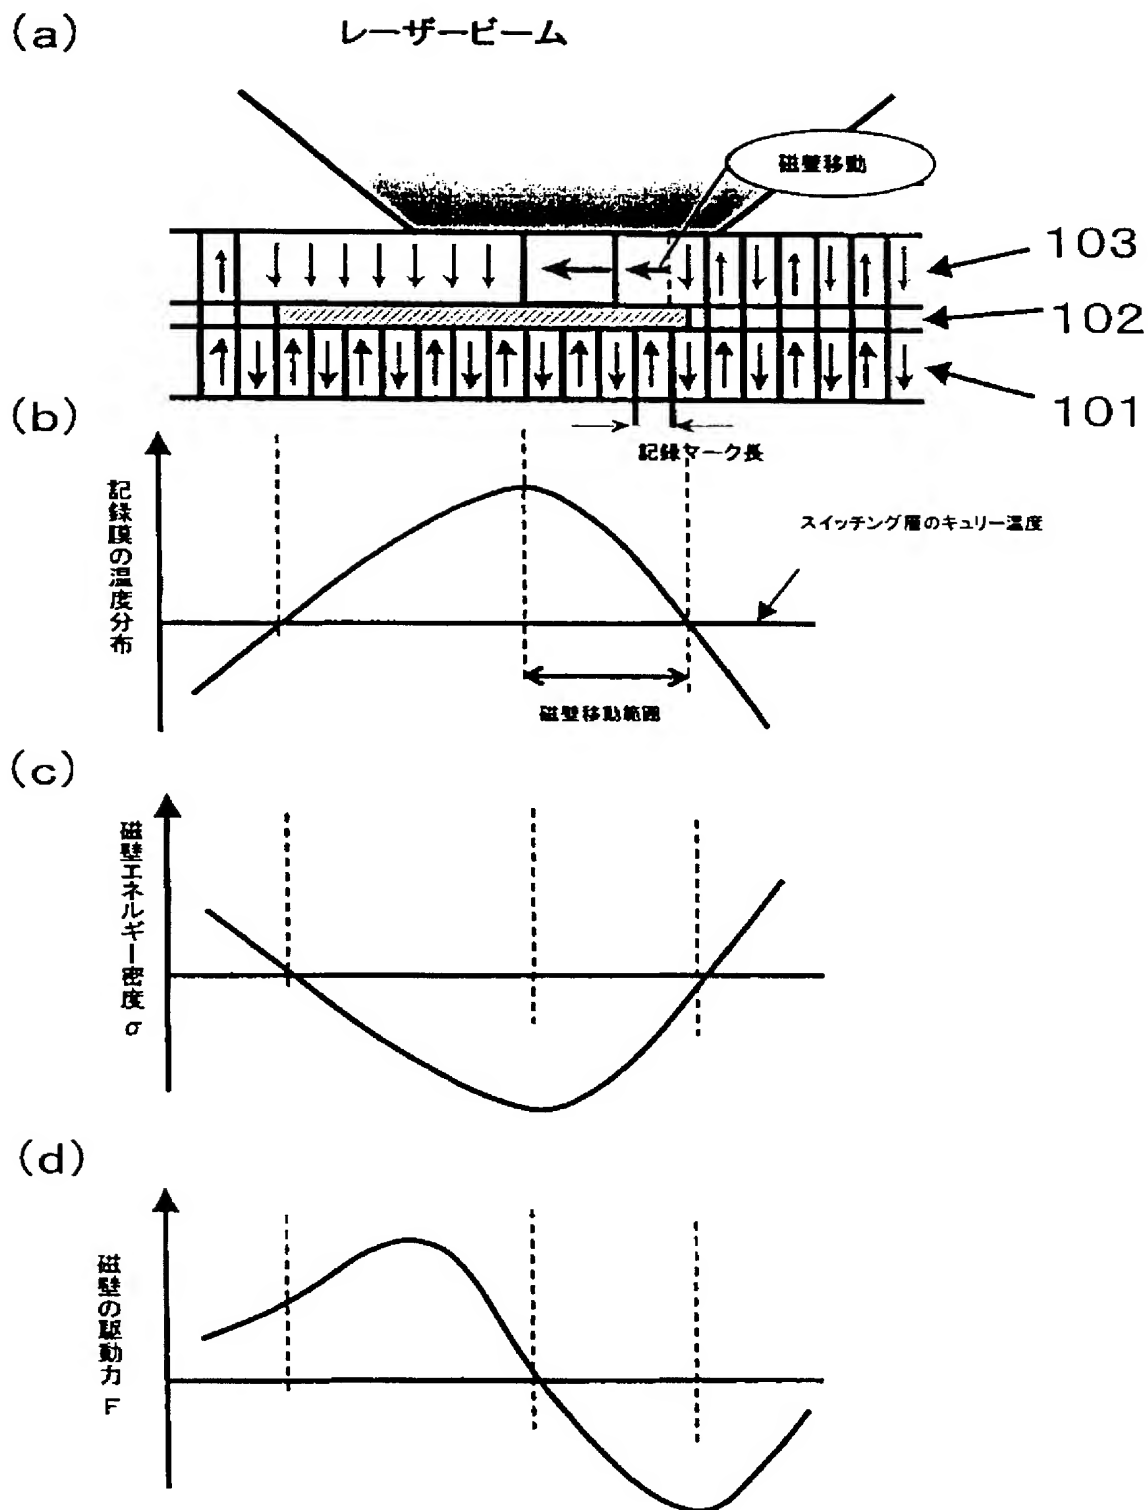 (a)
レーザービーム
磁壁移動
103
102
101
記録マーク長
(b)
記録膜の温度分布
スイッチング層のキュリー温度
磁壁移動範囲
(c)
磁壁エネルギー密度 σ
(d)
磁壁の駆動力 F